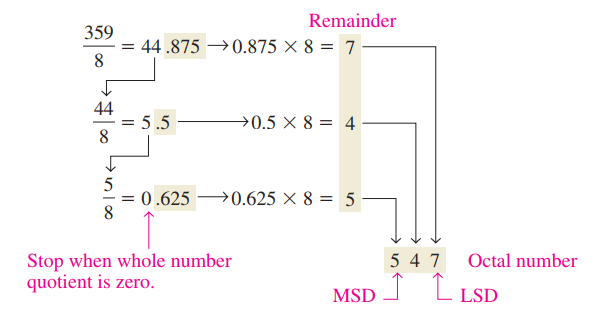 Remainder
359/8 = 44 .875 → 0.875 × 8 = 7
44/8 = 5 .5 → 0.5 × 8 = 4
5/8 = 0 .625 → 0.625 × 8 = 5
Stop when whole number
quotient is zero.
5 4 7 Octal number
MSD LSD